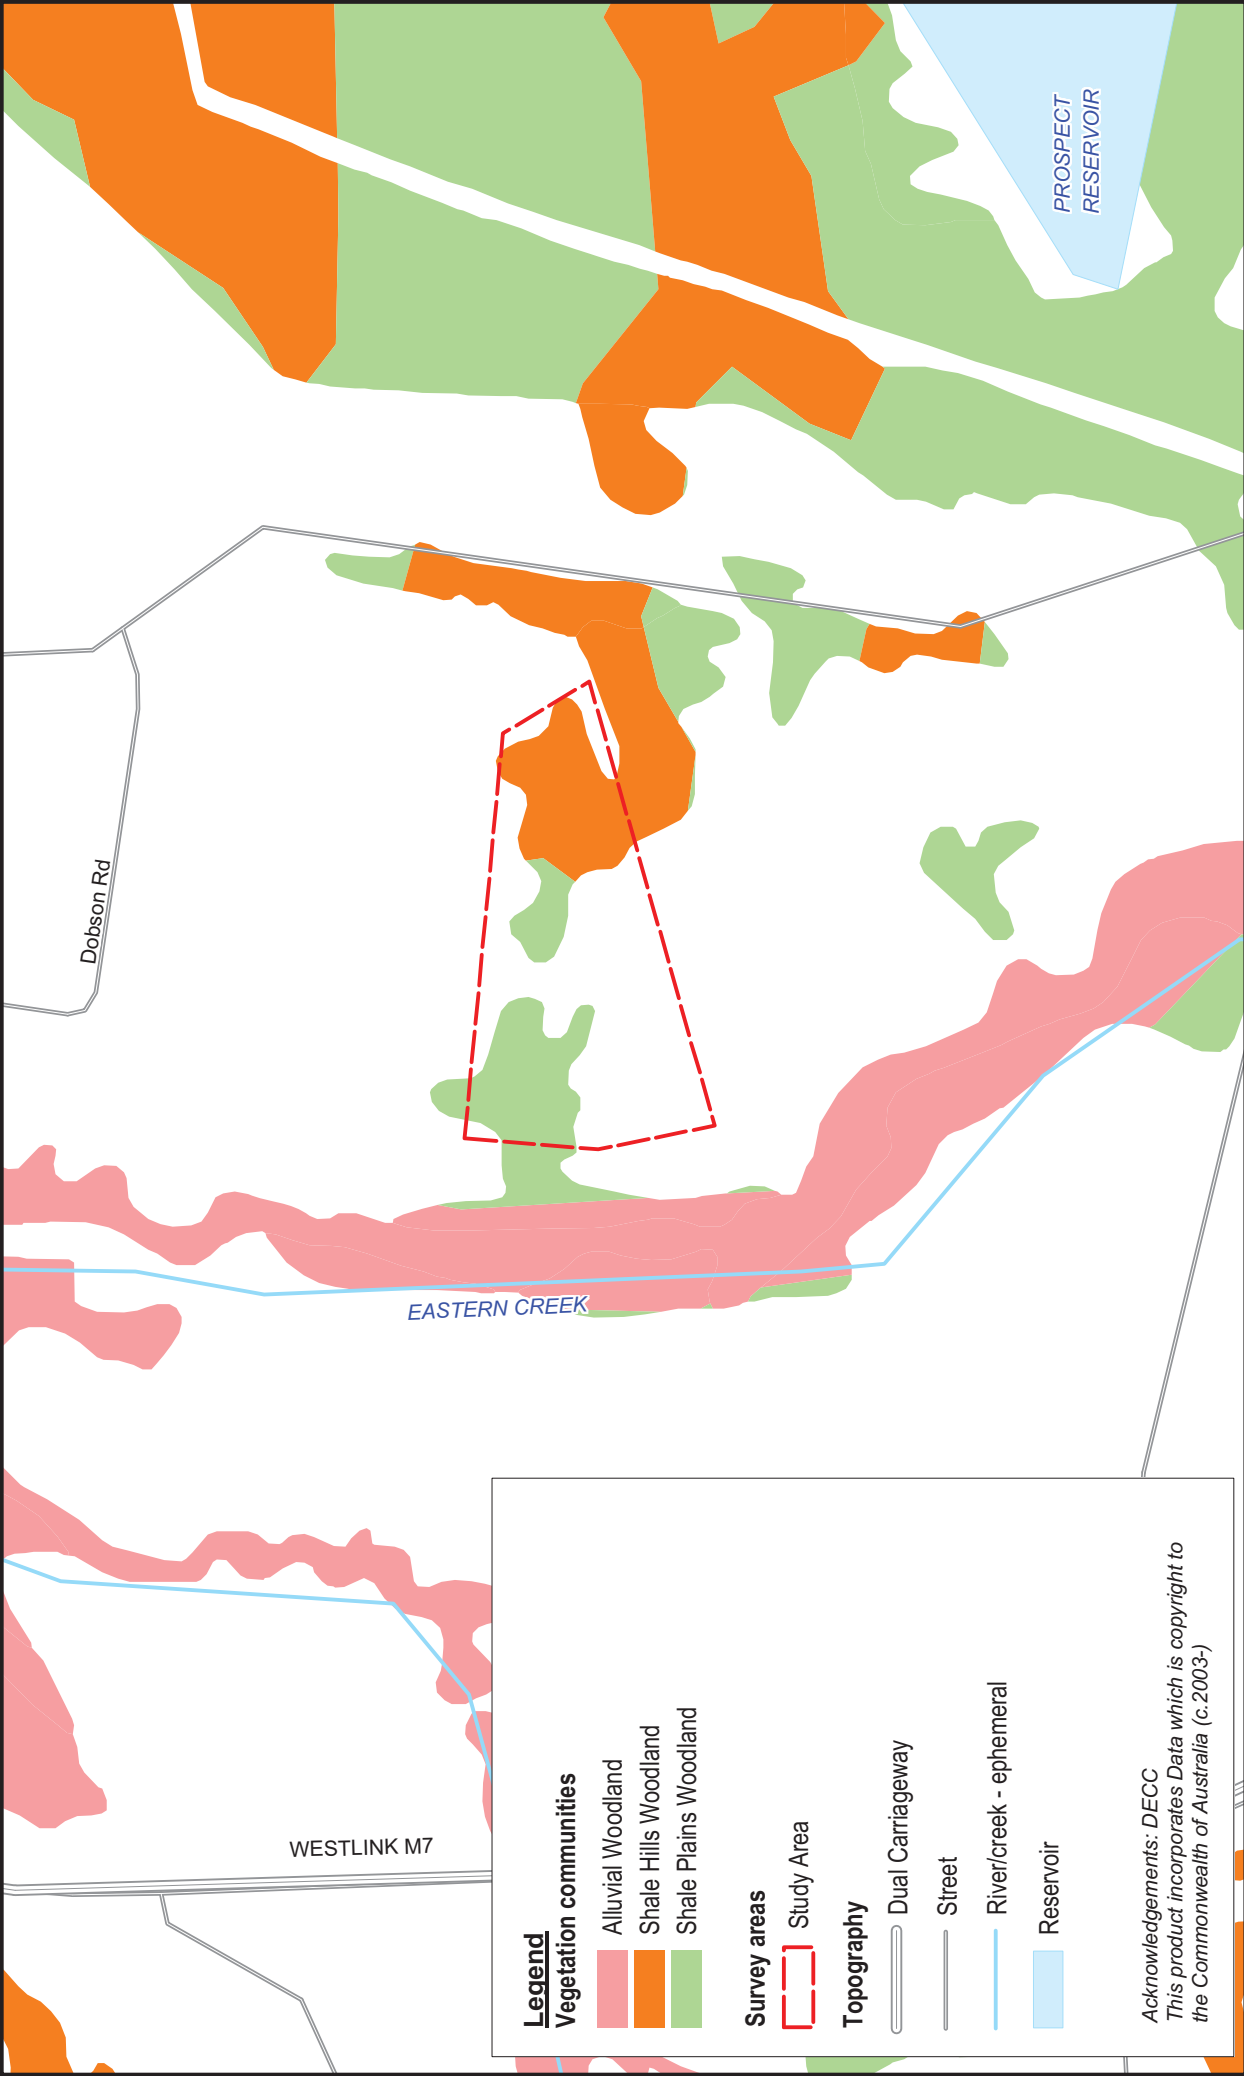 PROSPECT
RESERVOIR
Dobson Rd
EASTERN CREEK
WESTLINK M7
Legend
Vegetation communities
Alluvial Woodland
Shale Hills Woodland
Shale Plains Woodland
Survey areas
Study Area
Topography
Dual Carriageway
Street
River/creek - ephemeral
Reservoir
Acknowledgements: DECC
This product incorporates Data which is copyright to
the Commonwealth of Australia (c.2003-)